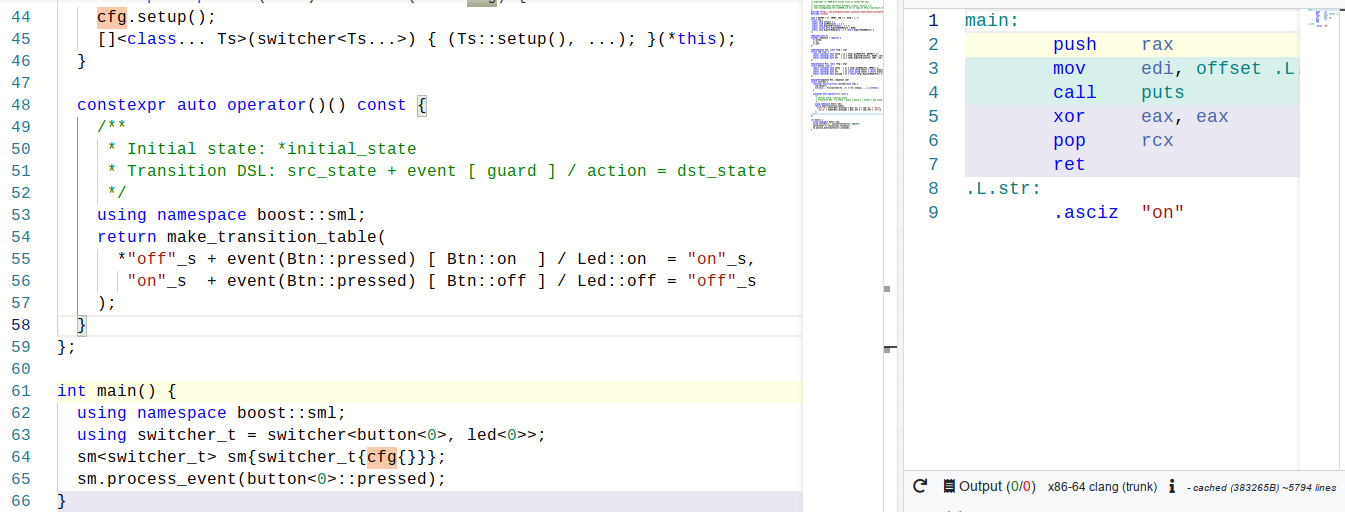 44 cfg.setup();
45 []<class... Ts>(switcher<Ts...>) { (Ts::setup(), ...); }(*this);
46 }
47
48 constexpr auto operator()() const {
49 /**
50 * Initial state: *initial_state
51 * Transition DSL: src_state + event [ guard ] / action = dst_state
52 */
53 using namespace boost::sml;
54 return make_transition_table(
55 *"off"_s + event(Btn::pressed) [ Btn::on ] / Led::on = "on"_s,
56 "on"_s + event(Btn::pressed) [ Btn::off ] / Led::off = "off"_s
57 );
58 }
59 };
60
61 int main() {
62 using namespace boost::sml;
63 using switcher_t = switcher<button<0>, led<0>>;
64 sm<switcher_t> sm{switcher_t{cfg{}}};
65 sm.process_event(button<0>::pressed);
66 }
1 main:
2 push rax
3 mov edi, offset .L.
4 call puts
5 xor eax, eax
6 pop rcx
7 ret
8 .L.str:
9 .asciz "on"
Output (0/0) x86-64 clang (trunk) i - cached (383265B) ~5794 lines